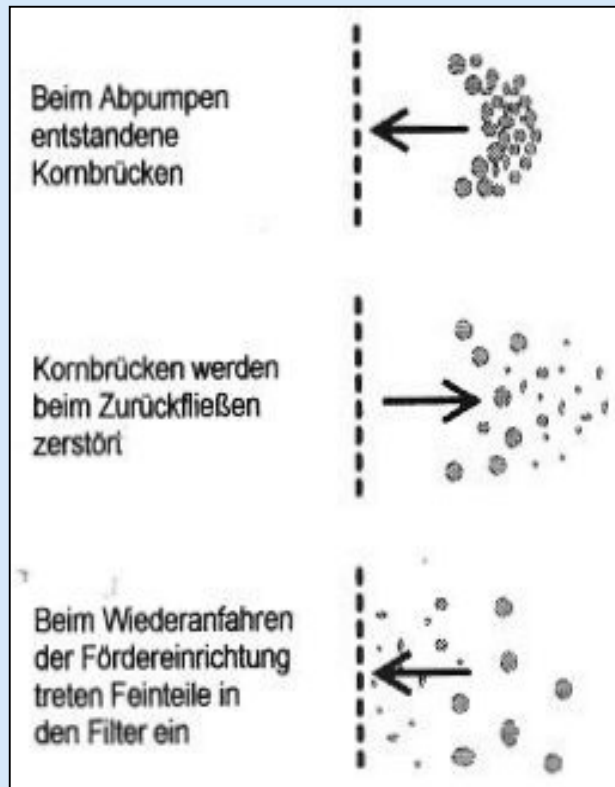 Beim Abpumpen
entstandene
Kornbrücken
Kornbrücken werden
beim Zurückfließen
zerstört
Beim Wiederanfahren
der Fördereinrichtung
treten Feinteile in
den Filter ein